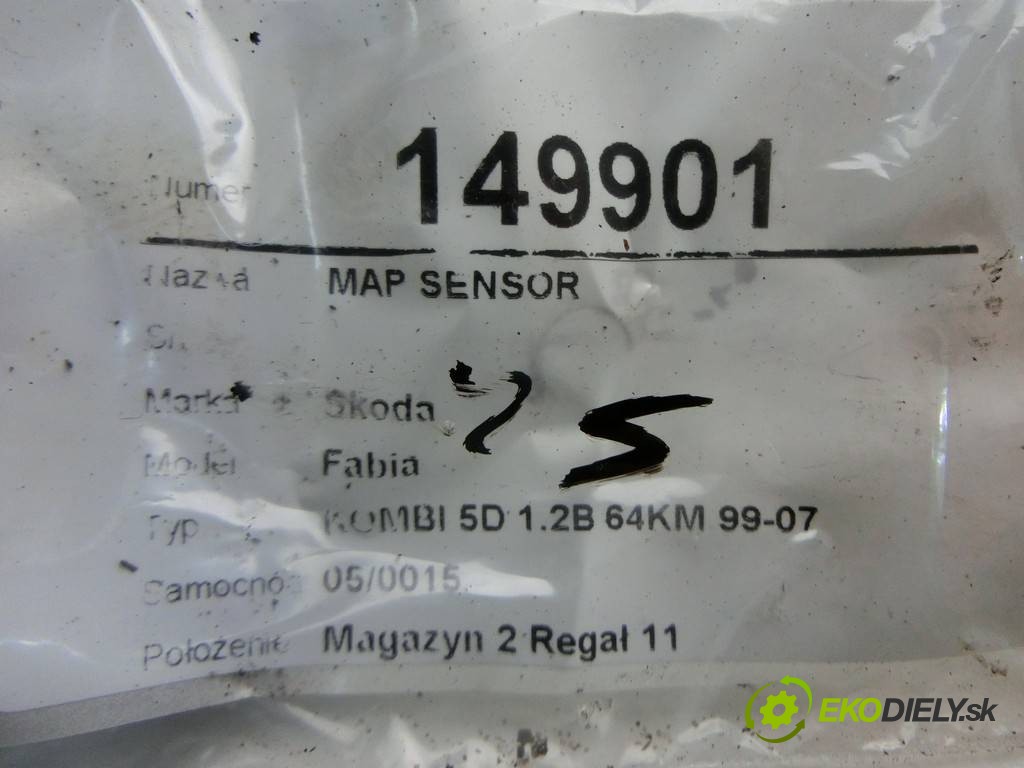 Numer 149901
Nazwa MAP SENSOR
Marka Skoda
Model Fabia
Typ KOMBI 5D 1.2B 64KM 99-07
Samochód 05/0015
Położenie Magazyn 2 Regał 11
EKODIELY.sk